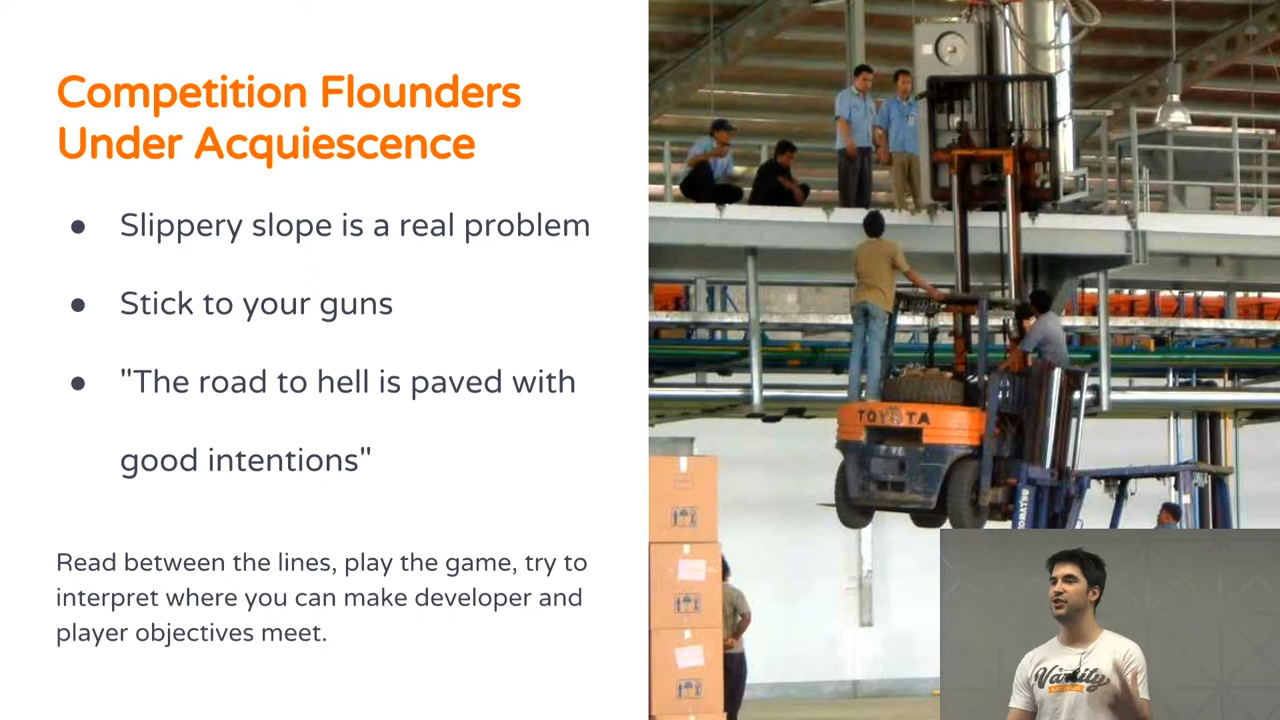 Competition Flounders
Under Acquiescence
● Slippery slope is a real problem
● Stick to your guns
● "The road to hell is paved with
good intentions"
Read between the lines, play the game, try to
interpret where you can make developer and
player objectives meet.
TOYOTA
Varsity